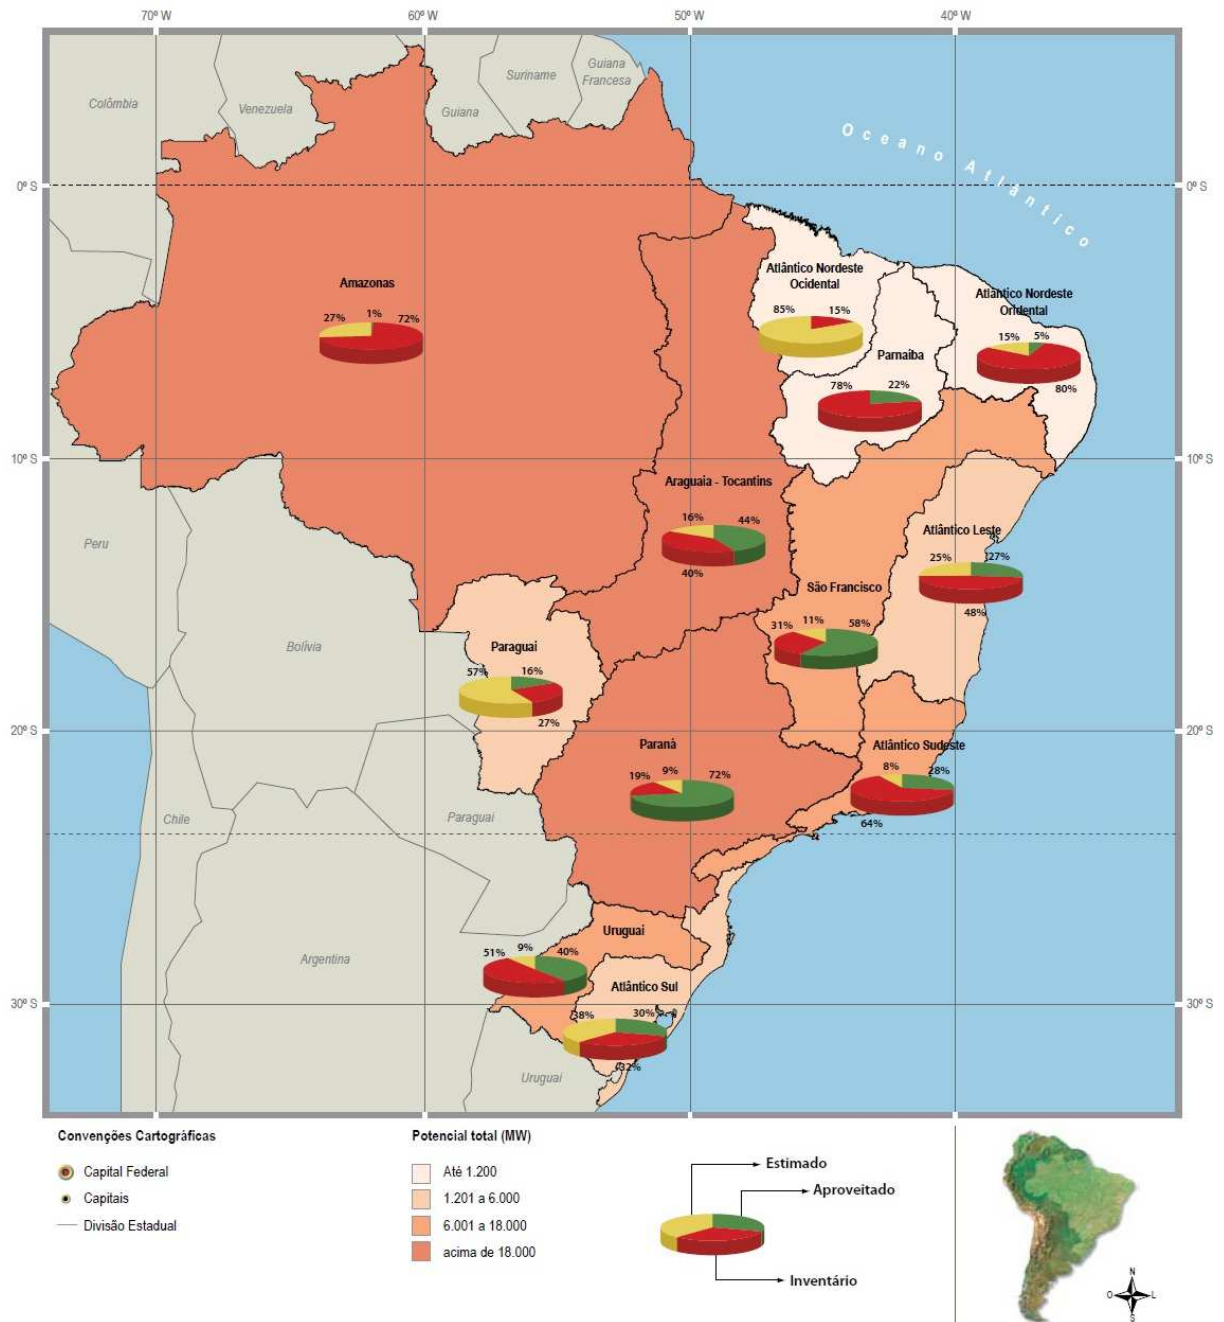 70º W
60º W
50º W
40º W
Colômbia
Venezuela
Guiana
Suriname
Guiana
Francesa
Oceano Atlântico
0º S
0º S
Amazonas
27%
1%
72%
Atlântico Nordeste
Ocidental
85%
15%
Atlântico Nordeste
Oridental
15%
5%
80%
Parnaíba
78%
22%
10º S
10º S
Peru
Araguaia - Tocantins
16%
44%
40%
Atlântico Leste
25%
27%
48%
São Francisco
31%
11%
58%
Bolívia
Paraguai
57%
16%
27%
20º S
20º S
Paraná
19%
9%
72%
Atlântico Sudeste
8%
28%
64%
Chile
Paraguai
Uruguai
51%
9%
40%
Argentina
Atlântico Sul
38%
30%
32%
30º S
30º S
Uruguai
Convenções Cartográficas
Capital Federal
Capitais
Divisão Estadual
Potencial total (MW)
Até 1.200
1.201 a 6.000
6.001 a 18.000
acima de 18.000
Estimado
Aproveitado
Inventário
N
O
L
S